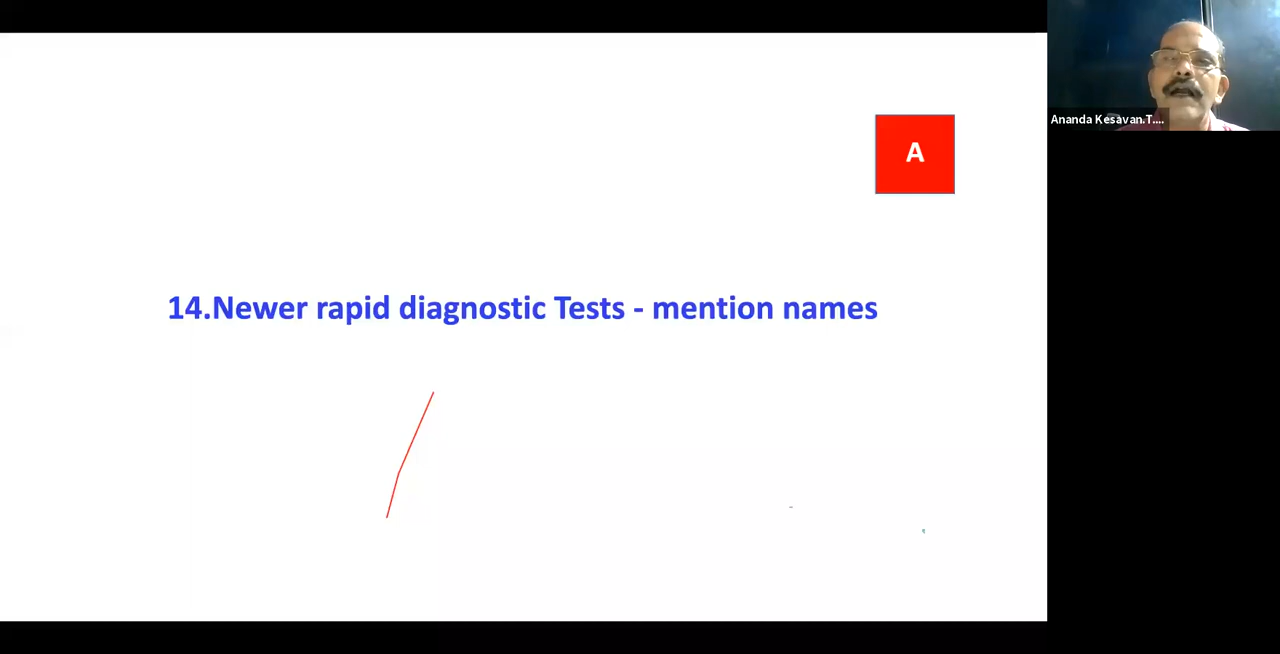 A
Ananda Kesavan.T....
14.Newer rapid diagnostic Tests - mention names